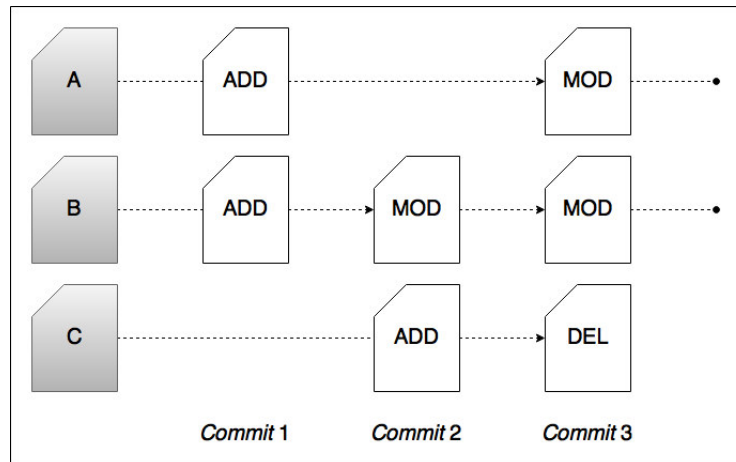 A ADD MOD
B ADD MOD MOD
C ADD DEL
Commit 1 Commit 2 Commit 3